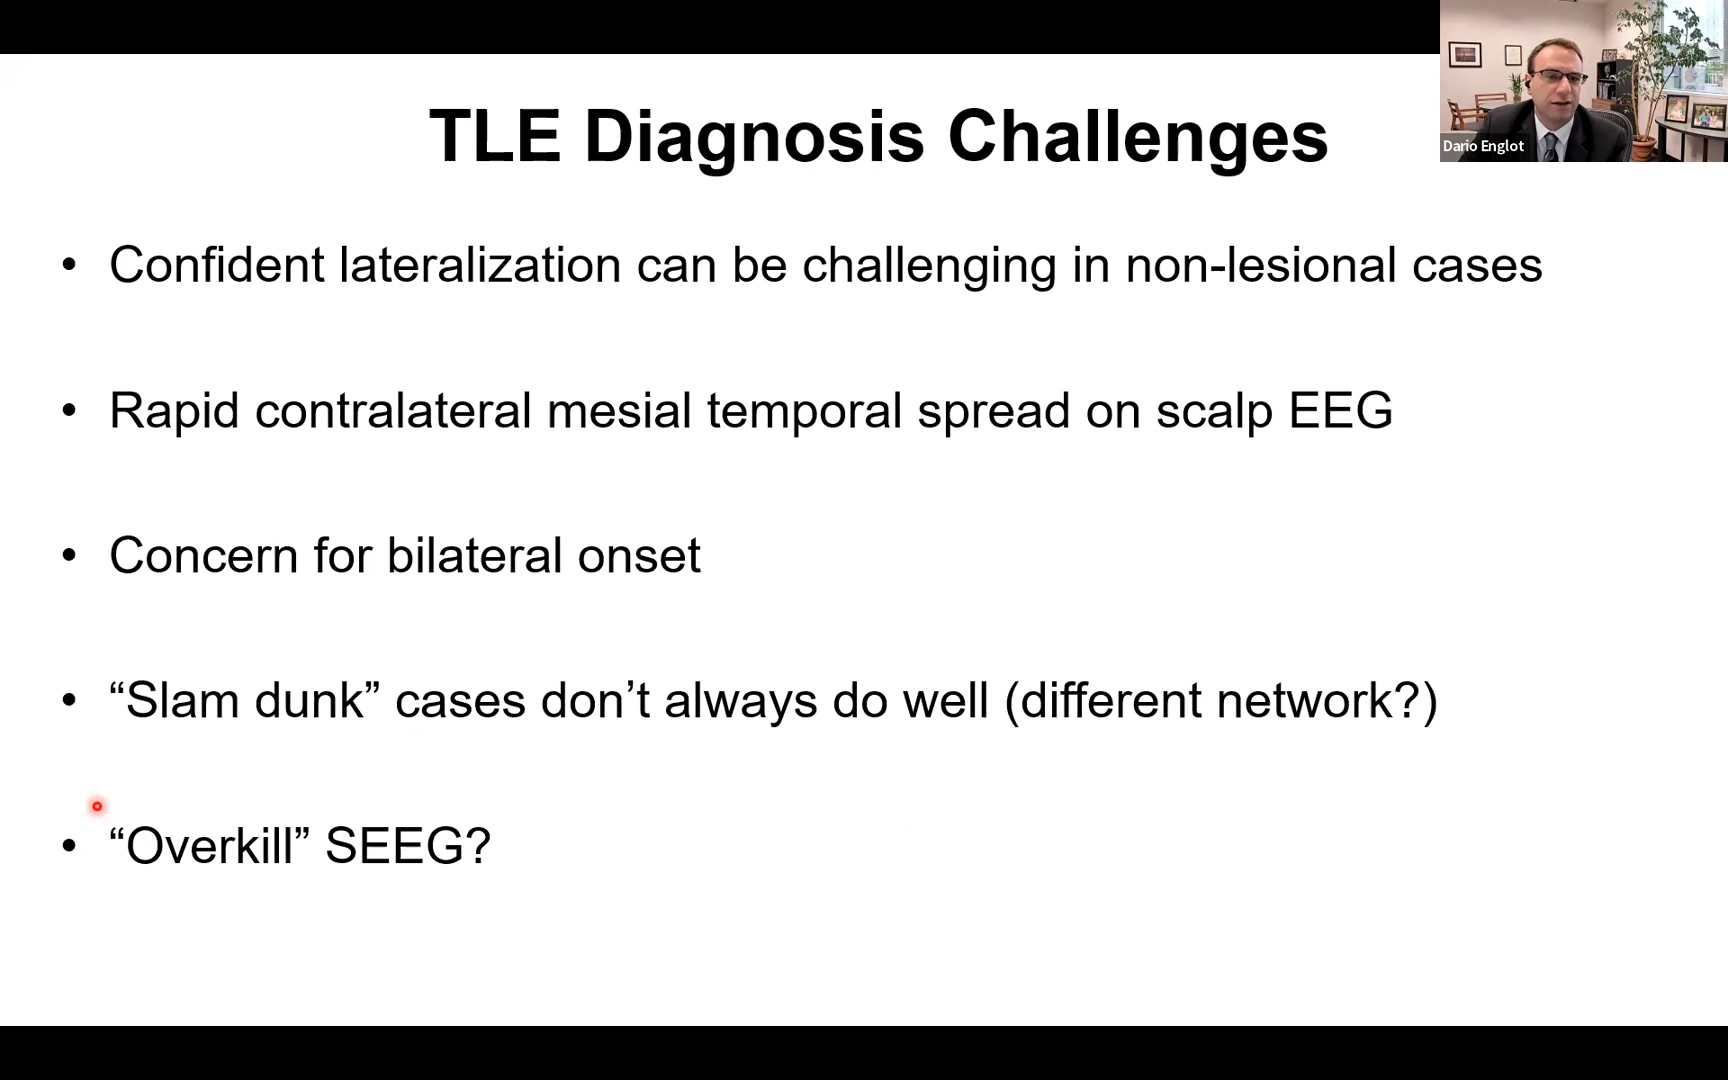 TLE Diagnosis Challenges
Dario Englot
• Confident lateralization can be challenging in non-lesional cases
• Rapid contralateral mesial temporal spread on scalp EEG
• Concern for bilateral onset
• “Slam dunk” cases don’t always do well (different network?)
• “Overkill” SEEG?